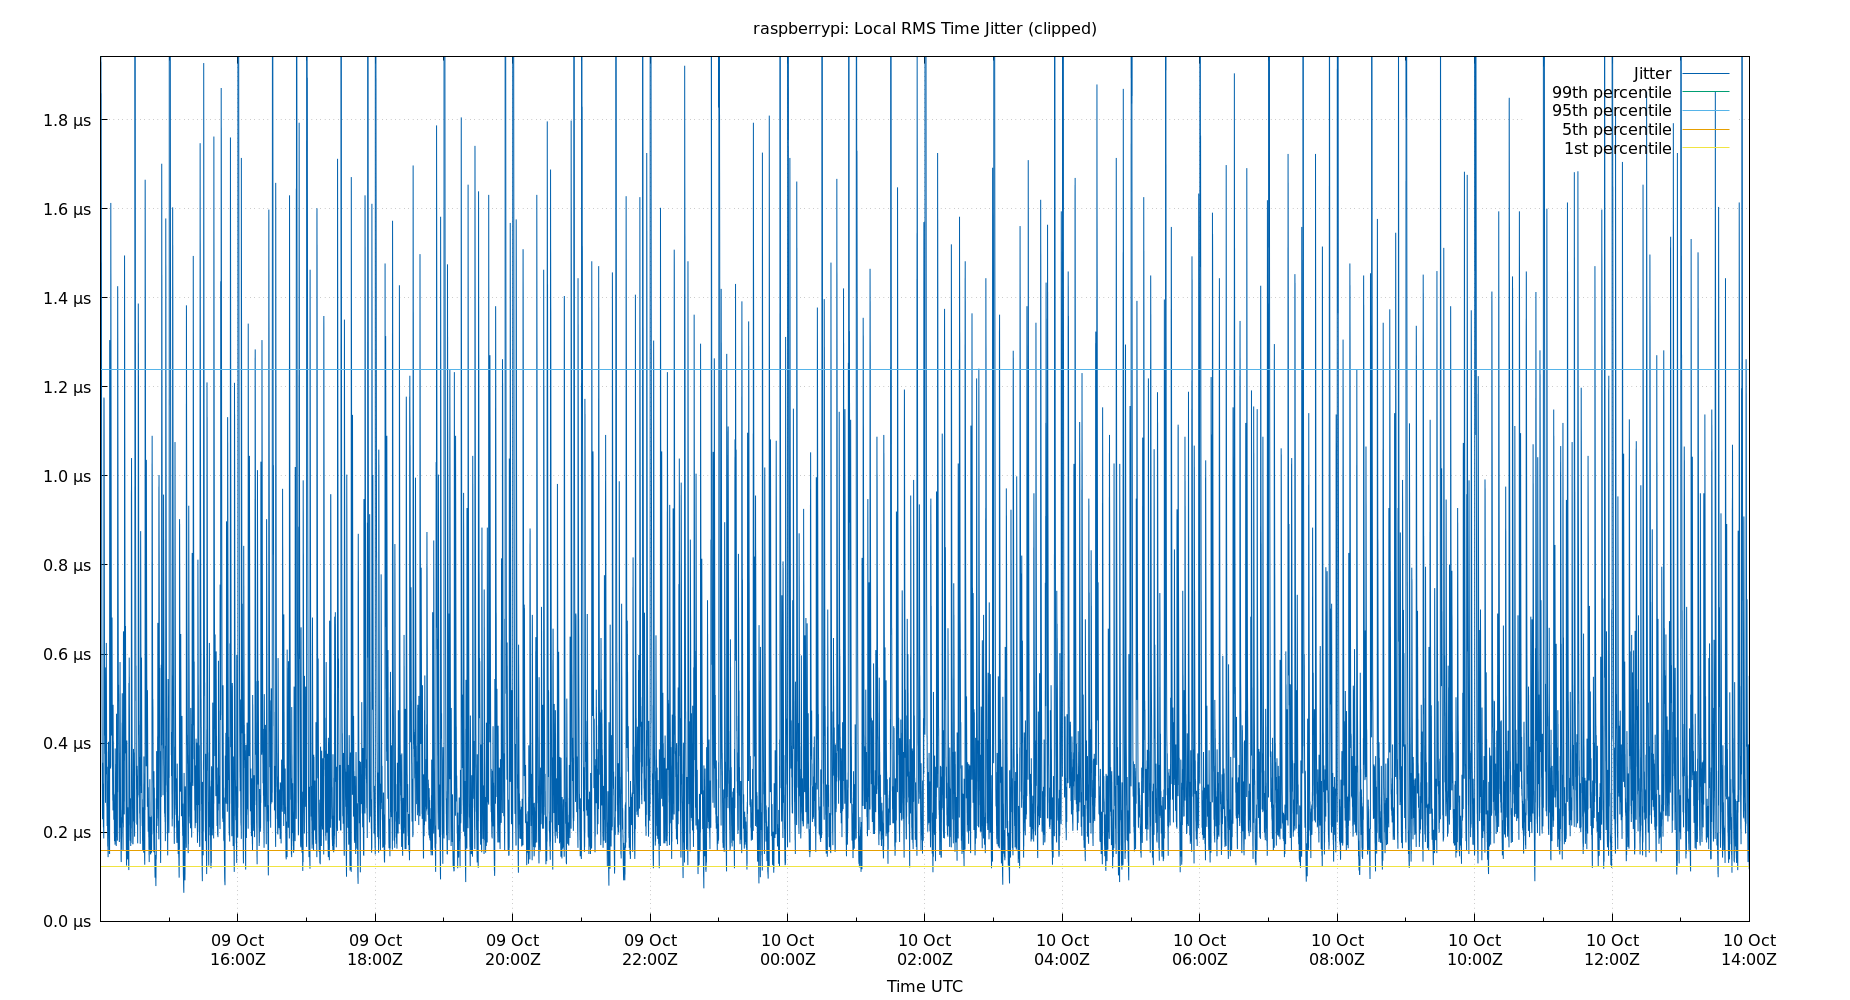 raspberrypi: Local RMS Time Jitter (clipped)
Jitter
99th percentile
95th percentile
5th percentile
1st percentile
1.8 µs
1.6 µs
1.4 µs
1.2 µs
1.0 µs
0.8 µs
0.6 µs
0.4 µs
0.2 µs
0.0 µs
09 Oct 09 Oct 09 Oct 09 Oct 10 Oct 10 Oct 10 Oct 10 Oct 10 Oct 10 Oct 10 Oct 10 Oct
16:00Z 18:00Z 20:00Z 22:00Z 00:00Z 02:00Z 04:00Z 06:00Z 08:00Z 10:00Z 12:00Z 14:00Z
Time UTC